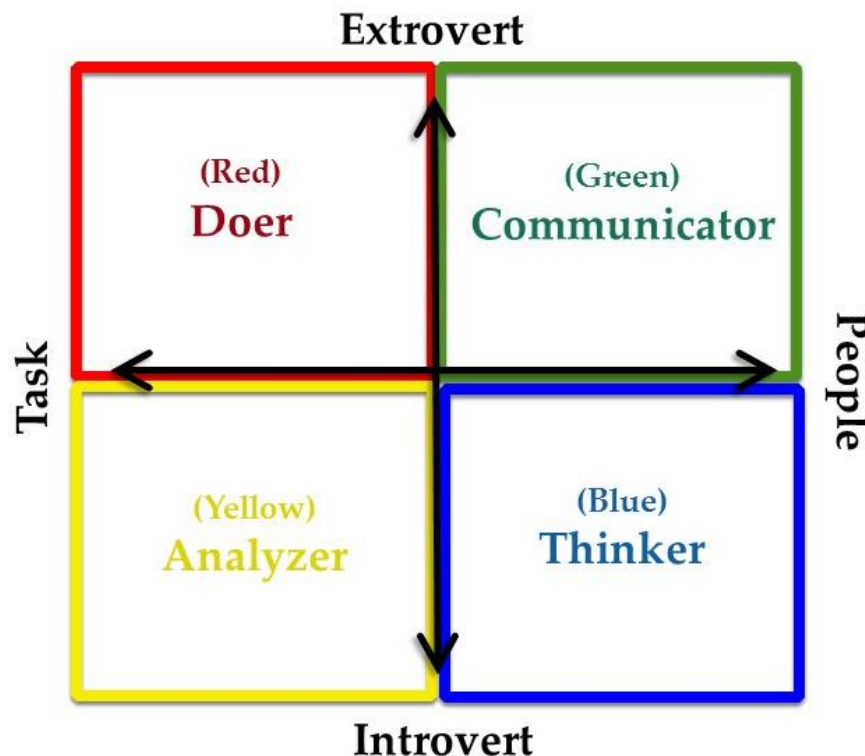 Extrovert
(Red)
Doer
(Green)
Communicator
Task
People
(Yellow)
Analyzer
(Blue)
Thinker
Introvert